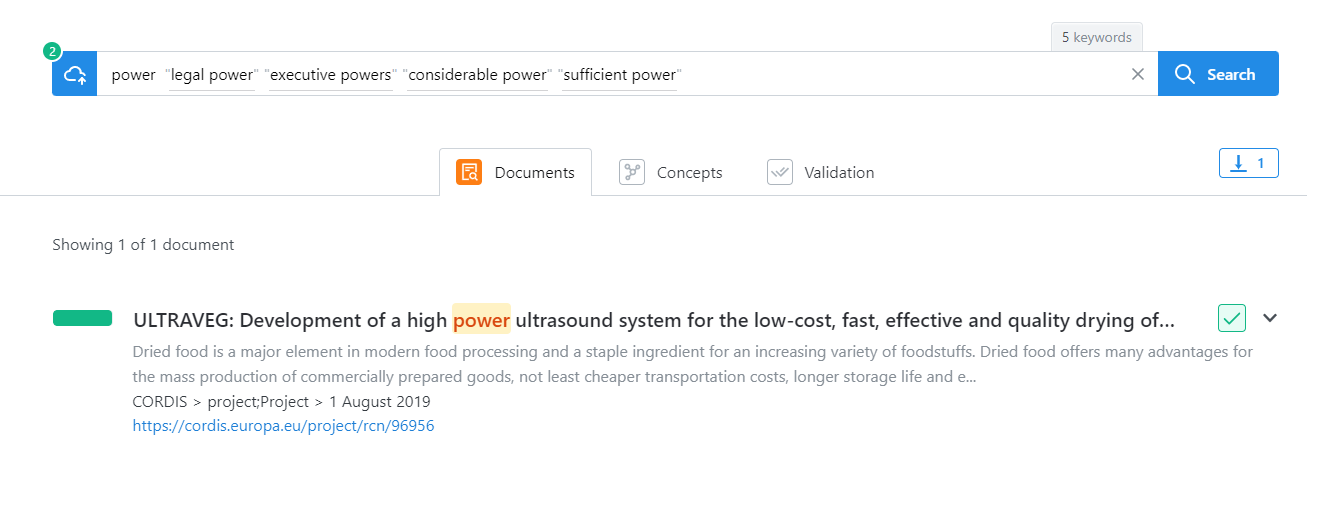 5 keywords
2
power "legal power" "executive powers" "considerable power" "sufficient power"
Search
Documents
Concepts
Validation
1
Showing 1 of 1 document
ULTRAVEG: Development of a high power ultrasound system for the low-cost, fast, effective and quality drying of...
Dried food is a major element in modern food processing and a staple ingredient for an increasing variety of foodstuffs. Dried food offers many advantages for
the mass production of commercially prepared goods, not least cheaper transportation costs, longer storage life and e...
CORDIS > project;Project > 1 August 2019
https://cordis.europa.eu/project/rcn/96956